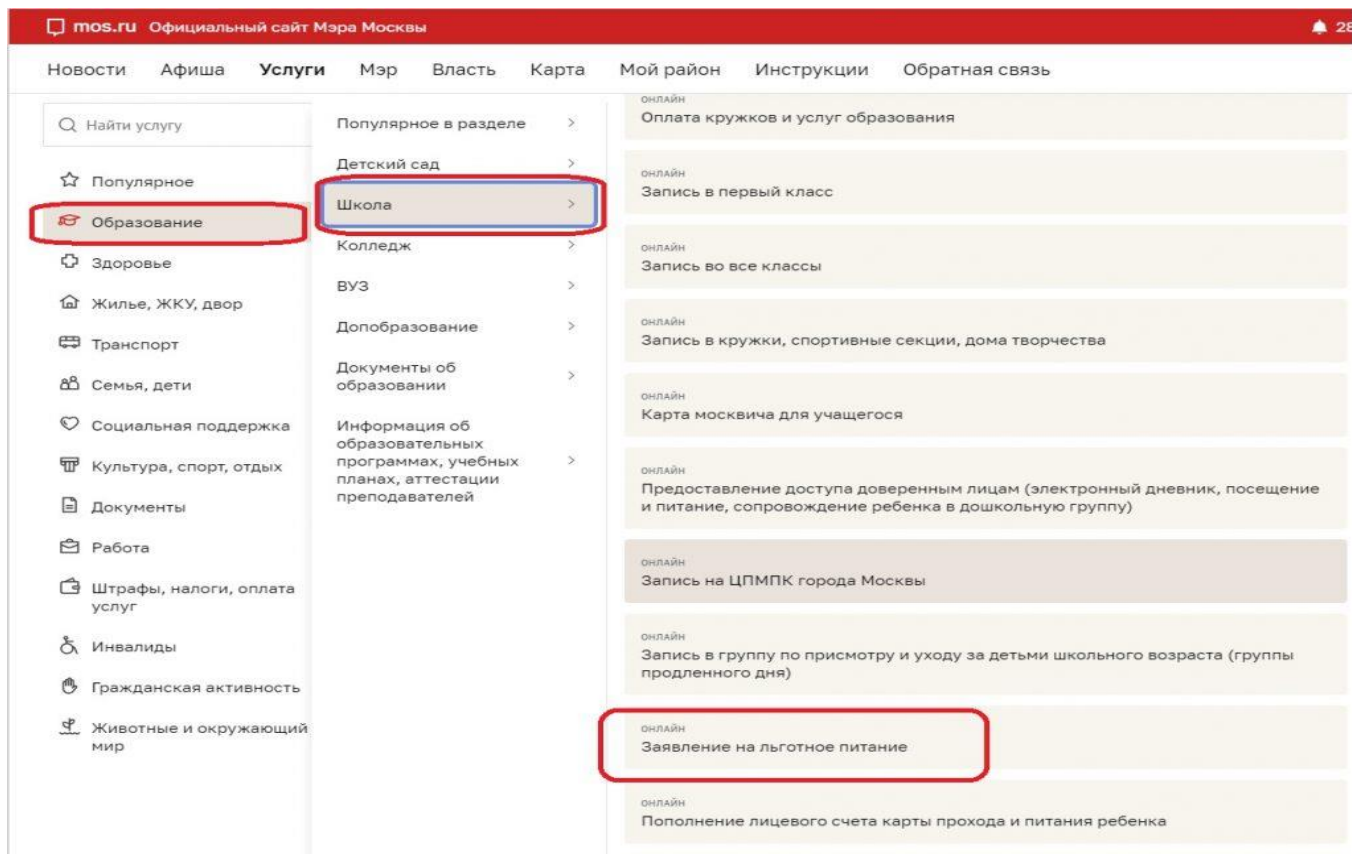 mos.ru Официальный сайт Мэра Москвы
28
Новости Афиша Услуги Мэр Власть Карта Мой район Инструкции Обратная связь
Найти услугу
Популярное
Образование
Здоровье
Жилье, ЖКУ, двор
Транспорт
Семья, дети
Социальная поддержка
Культура, спорт, отдых
Документы
Работа
Штрафы, налоги, оплата
услуг
Инвалиды
Гражданская активность
Животные и окружающий
мир
Популярное в разделе
Детский сад
Школа
Колледж
ВУЗ
Допобразование
Документы об
образовании
Информация об
образовательных
программах, учебных
планах, аттестации
преподавателей
онлайн
Оплата кружков и услуг образования
онлайн
Запись в первый класс
онлайн
Запись во все классы
онлайн
Запись в кружки, спортивные секции, дома творчества
онлайн
Карта москвича для учащегося
онлайн
Предоставление доступа доверенным лицам (электронный дневник, посещение
и питание, сопровождение ребенка в дошкольную группу)
онлайн
Запись на ЦПМПК города Москвы
онлайн
Запись в группу по присмотру и уходу за детьми школьного возраста (группы
продленного дня)
онлайн
Заявление на льготное питание
онлайн
Пополнение лицевого счета карты прохода и питания ребенка